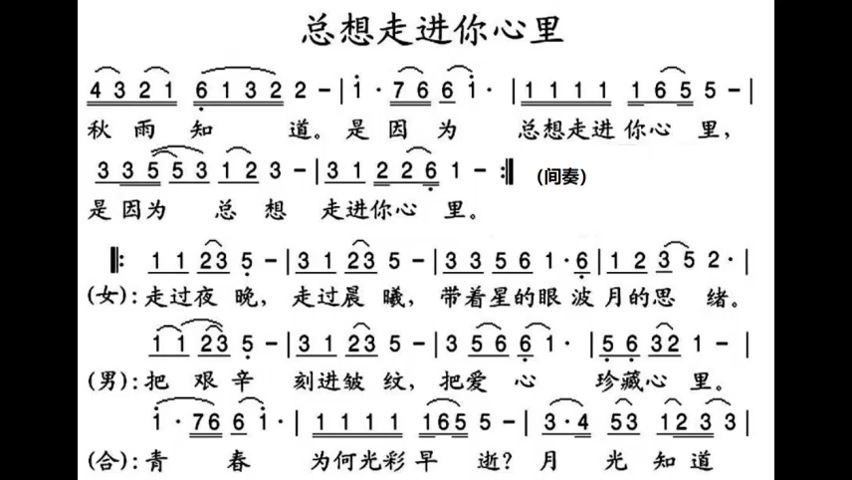 总想走进你心里
4 3 2 1 6 1 3 2 2 – | 1 · 7 6 6 1 · | 1 1 1 1 1 6 5 5 – |
秋 雨 知 道。是 因 为 总想走进 你心 里，
3 3 5 5 3 1 2 3 – | 3 1 2 2 6 1 – :‖ (间奏)
是 因为 总 想 走进你心 里。
‖: 1 1 2 3 5 – | 3 1 2 3 5 – | 3 3 5 6 1 · 6 | 1 2 3 5 2 · |
(女)：走过夜 晚，走过晨 曦，带着星的眼 波 月的思 绪。
1 1 2 3 5 – | 3 1 2 3 5 – | 3 5 6 6 1 · | 5 6 3 2 1 – |
(男)：把 艰 辛 刻进皱 纹，把爱 心 珍藏心 里。
1 · 7 6 6 1 · | 1 1 1 1 1 6 5 5 – | 3 · 4 5 3 1 2 3 3 |
(合)：青 春 为何光彩 早 逝？月 光 知 道